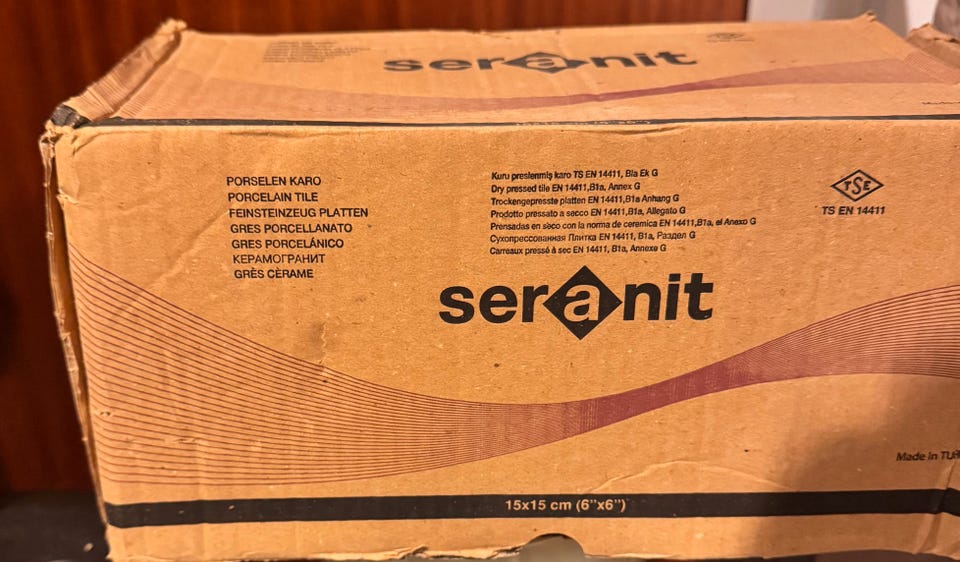 seranit
PORSELEN KARO
PORCELAIN TILE
FEINSTEINZEUG PLATTEN
GRES PORCELLANATO
GRES PORCELÁNICO
КЕРАМОГРАНИТ
GRÈS CÈRAME
Kuru preslenmiş karo TS EN 14411, BIa Ek G
Dry pressed tile EN 14411,B1a, Annex G
Trockengepresste platten EN 14411,B1a Anhang G
Prodotto pressato a secco EN 14411,B1a, Allegato G
Prensadas en seco con la norma de ceramica EN 14411,B1a, el Anexo G
Сухопрессованная Плитка EN 14411, B1a, Раздел G
Carreaux pressé à sec EN 14411, B1a, Annexe G
TSE
TS EN 14411
seranit
Made in
15x15 cm (6"x6")